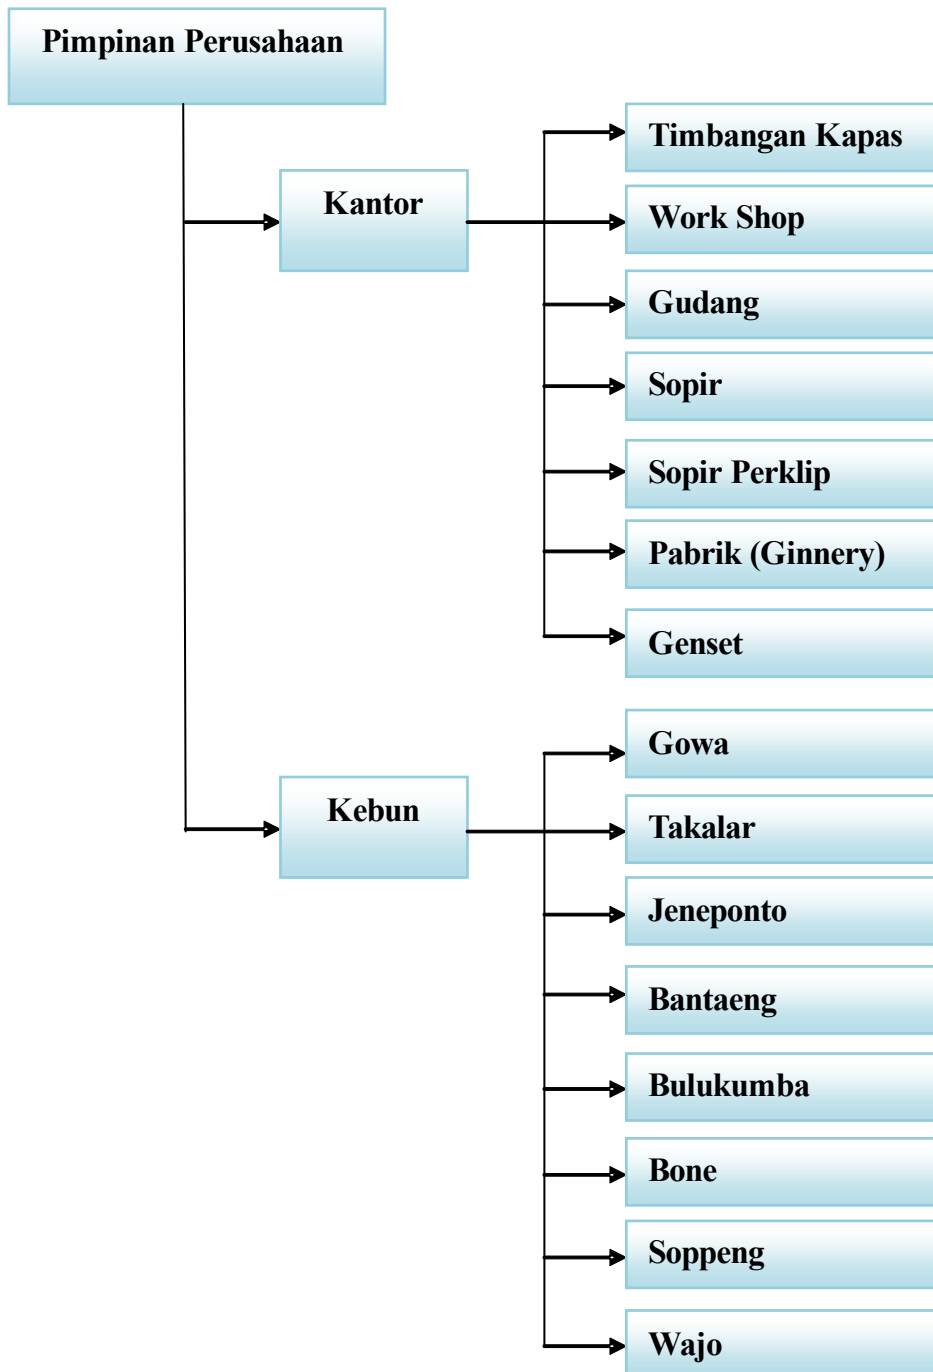 Pimpinan Perusahaan
Kantor
Timbangan Kapas
Work Shop
Gudang
Sopir
Sopir Perklip
Pabrik (Ginnery)
Genset
Kebun
Gowa
Takalar
Jeneponto
Bantaeng
Bulukumba
Bone
Soppeng
Wajo